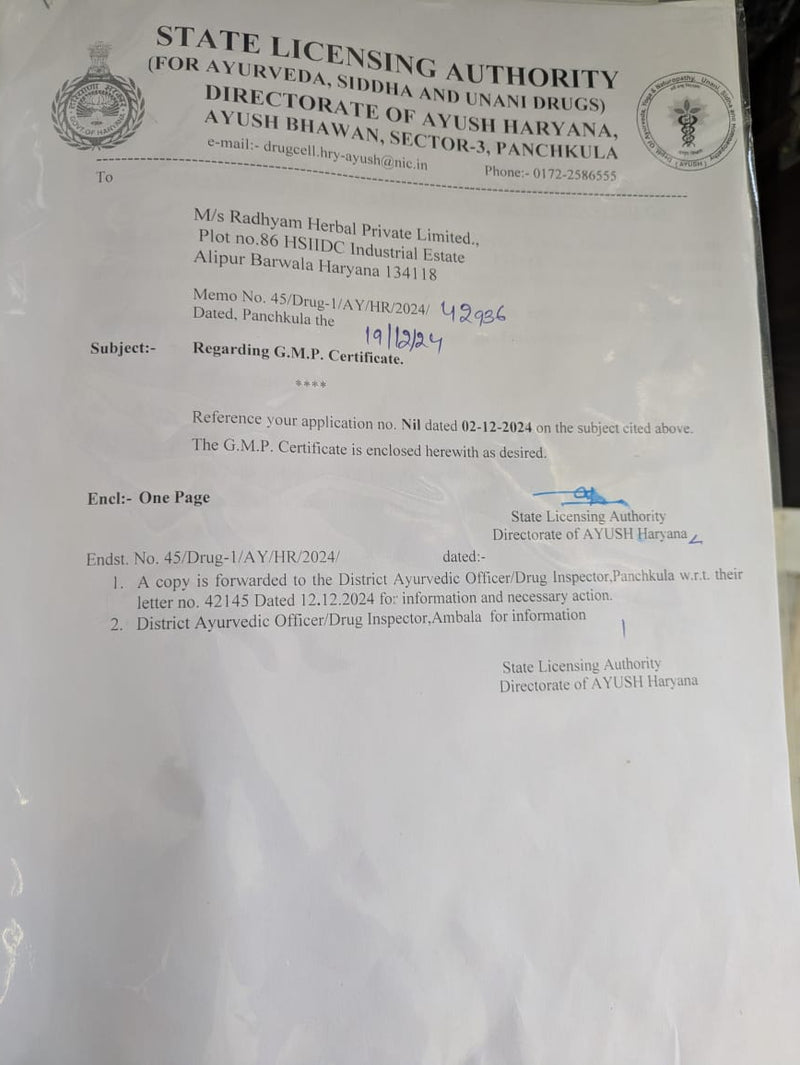 STATE LICENSING AUTHORITY
(FOR AYURVEDA, SIDDHA AND UNANI DRUGS)
DIRECTORATE OF AYUSH HARYANA,
AYUSH BHAWAN, SECTOR-3, PANCHKULA
e-mail:- drugcell.hry-ayush@nic.in Phone:- 0172-2586555
GOVT OF HARYANA
(AYUSH)
To
M/s Radhyam Herbal Private Limited.,
Plot no.86 HSIIDC Industrial Estate
Alipur Barwala Haryana 134118
Memo No. 45/Drug-1/AY/HR/2024/ 42936
Dated, Panchkula the 19/12/24
Subject:- Regarding G.M.P. Certificate.
****
Reference your application no. Nil dated 02-12-2024 on the subject cited above.
The G.M.P. Certificate is enclosed herewith as desired.
Encl:- One Page
State Licensing Authority
Directorate of AYUSH Haryana
Endst. No. 45/Drug-1/AY/HR/2024/ dated:-
1. A copy is forwarded to the District Ayurvedic Officer/Drug Inspector,Panchkula w.r.t. their
letter no. 42145 Dated 12.12.2024 for information and necessary action.
2. District Ayurvedic Officer/Drug Inspector,Ambala for information
State Licensing Authority
Directorate of AYUSH Haryana